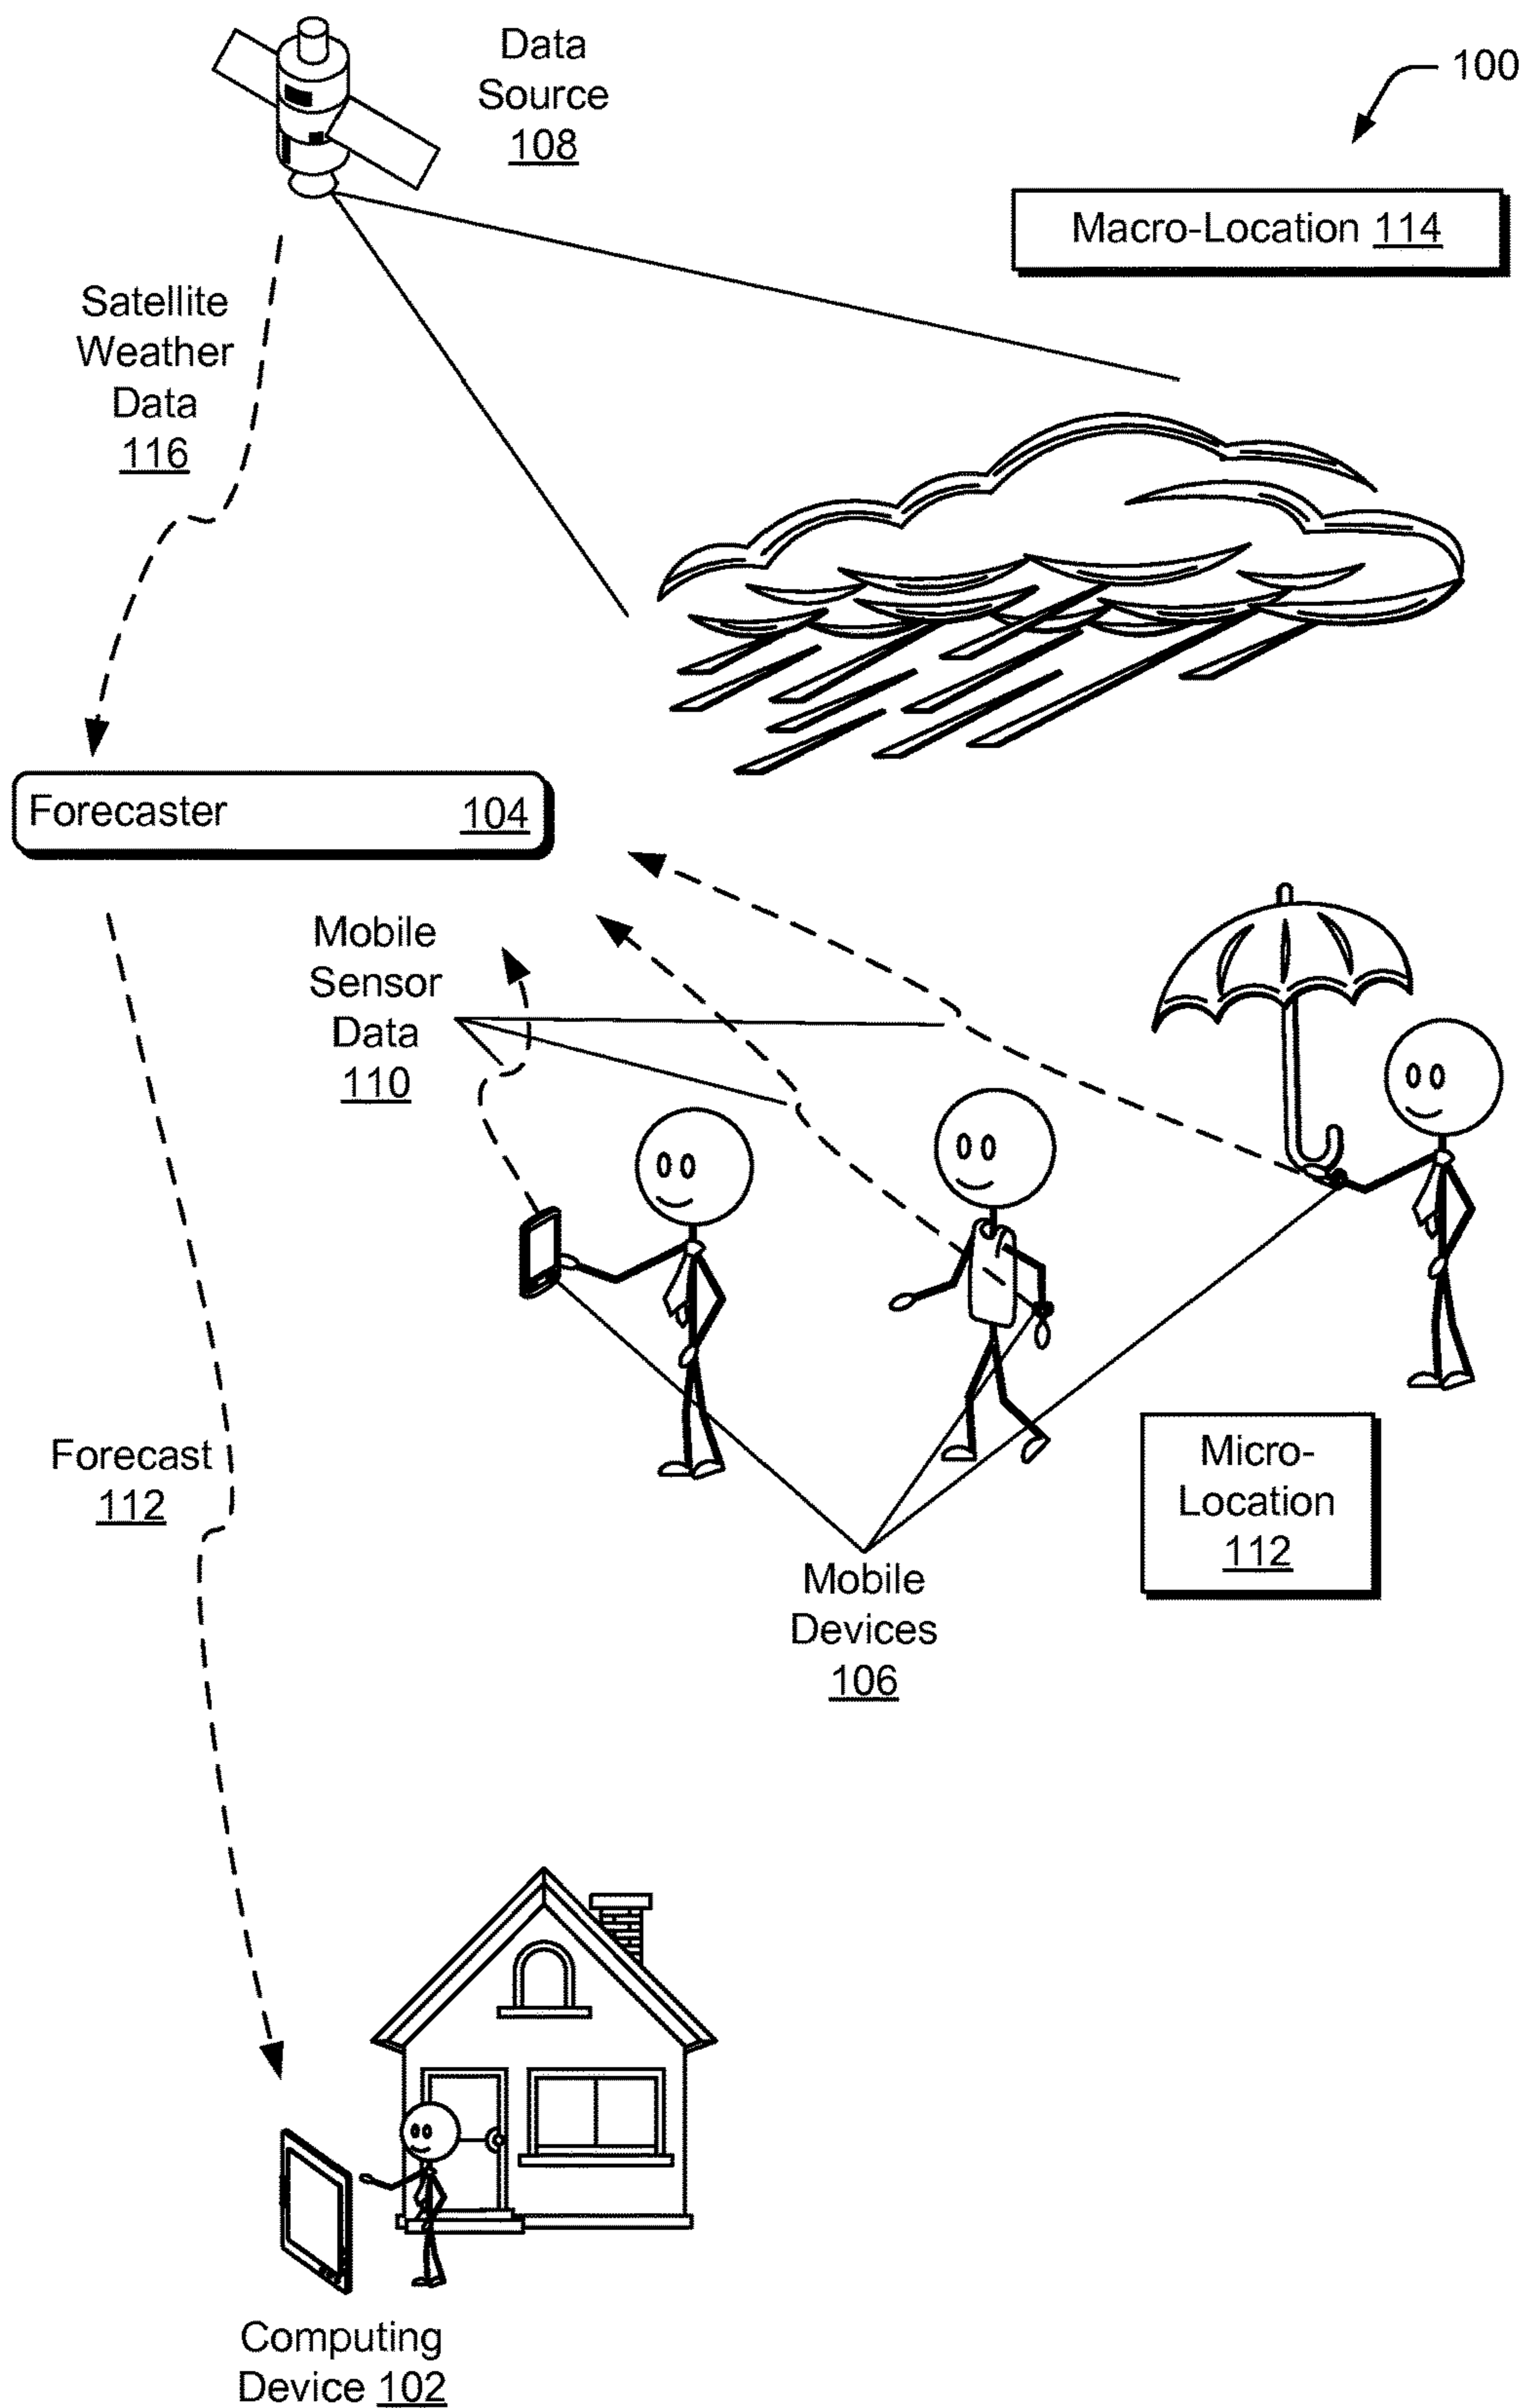 Data
Source
108
100
Macro-Location 114
Satellite
Weather
Data
116
Forecaster 104
Mobile
Sensor
Data
110
Forecast
112
Micro-
Location
112
Mobile
Devices
106
Computing
Device 102